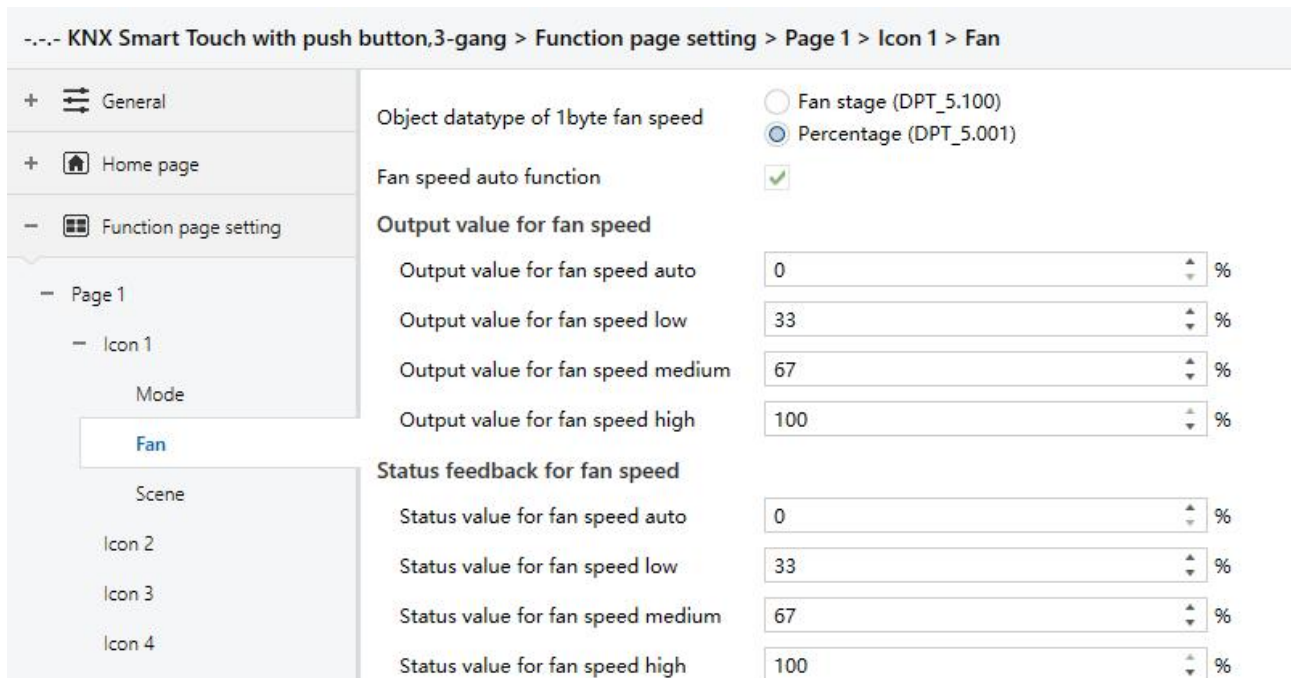 -.-.- KNX Smart Touch with push button,3-gang > Function page setting > Page 1 > Icon 1 > Fan
+ General
+ Home page
− Function page setting
− Page 1
− Icon 1
Mode
Fan
Scene
Icon 2
Icon 3
Icon 4
Object datatype of 1byte fan speed
Fan stage (DPT_5.100)
Percentage (DPT_5.001)
Fan speed auto function
Output value for fan speed
Output value for fan speed auto 0 %
Output value for fan speed low 33 %
Output value for fan speed medium 67 %
Output value for fan speed high 100 %
Status feedback for fan speed
Status value for fan speed auto 0 %
Status value for fan speed low 33 %
Status value for fan speed medium 67 %
Status value for fan speed high 100 %